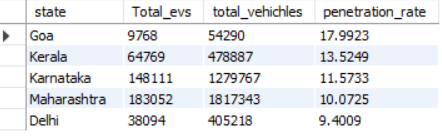 state Total_evs total_vehichles penetration_rate
Goa 9768 54290 17.9923
Kerala 64769 478887 13.5249
Karnataka 148111 1279767 11.5733
Maharashtra 183052 1817343 10.0725
Delhi 38094 405218 9.4009